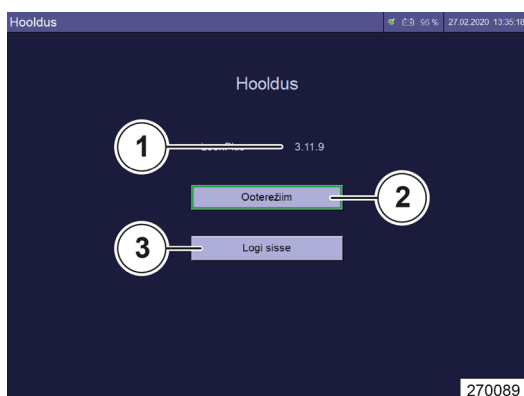 Hooldus
96 % 27.02.2020 13:35:18
Hooldus
1
3.11.9
Ooterežiim
2
3
Logi sisse
270089